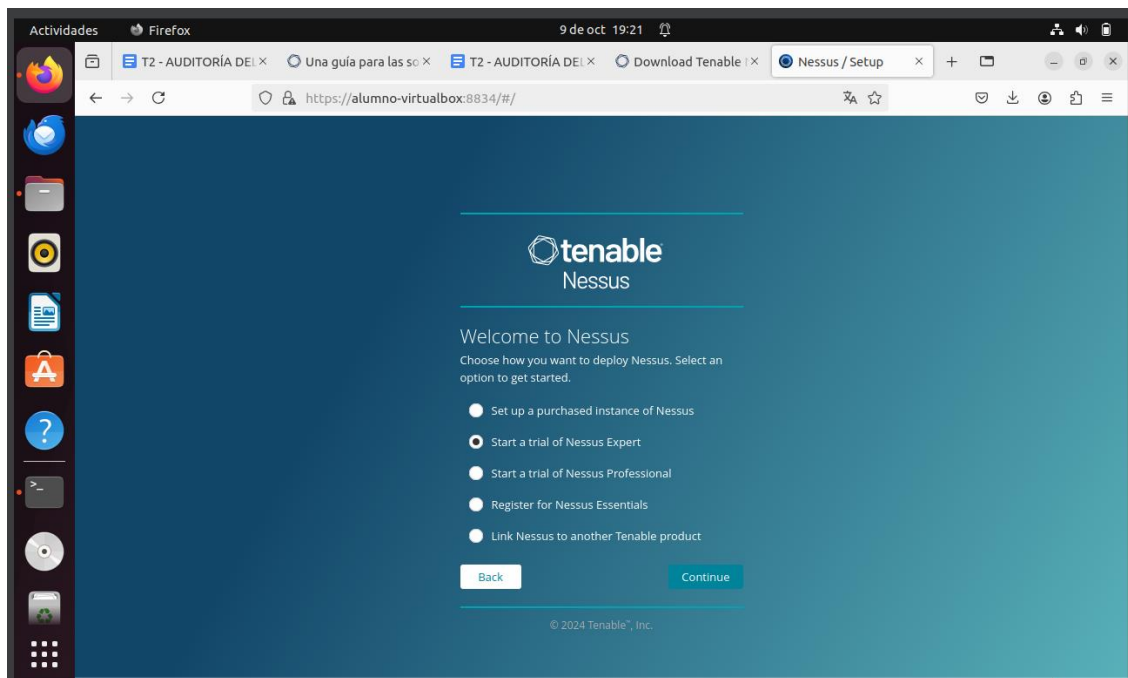 Actividades Firefox 9 de oct 19:21
T2 - AUDITORÍA DEL Una guía para las so T2 - AUDITORÍA DEL Download Tenable Nessus / Setup
https://alumno-virtualbox:8834/#/
tenable
Nessus
Welcome to Nessus
Choose how you want to deploy Nessus. Select an
option to get started.
Set up a purchased instance of Nessus
Start a trial of Nessus Expert
Start a trial of Nessus Professional
Register for Nessus Essentials
Link Nessus to another Tenable product
Back Continue
© 2024 Tenable™, Inc.